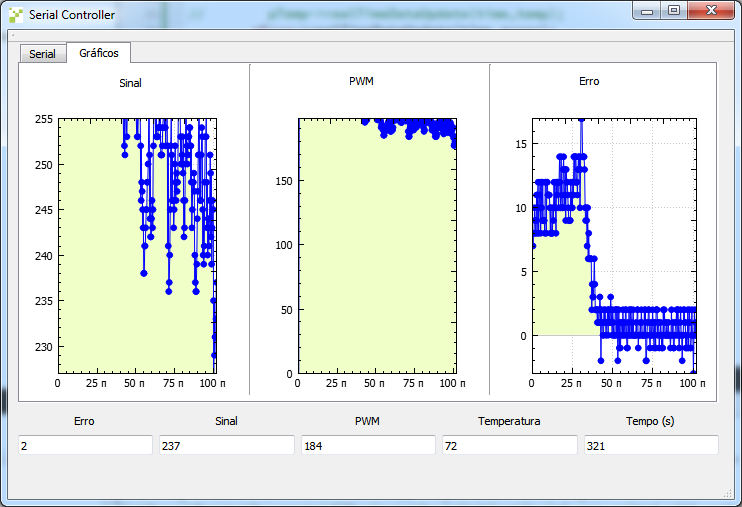 Serial Controller
Serial
Gráficos
Sinal
PWM
Erro
255
250
245
240
235
230
0
25 п
50 п
75 п
100 п
150
100
50
0
0
25 п
50 п
75 п
100 п
15
10
5
0
0
25 п
50 п
75 п
100 п
Erro
Sinal
PWM
Temperatura
Tempo (s)
2
237
184
72
321